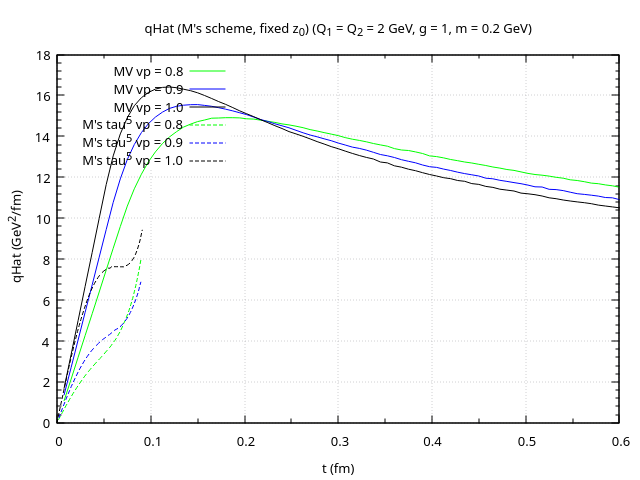 qHat (M's scheme, fixed z₀) (Q₁ = Q₂ = 2 GeV, g = 1, m = 0.2 GeV)
18
16
14
12
10
8
6
4
2
0
qHat (GeV²/fm)
MV vp = 0.8
MV vp = 0.9
MV vp = 1.0
M's tau⁵ vp = 0.8
M's tau⁵ vp = 0.9
M's tau⁵ vp = 1.0
0 0.1 0.2 0.3 0.4 0.5 0.6
t (fm)